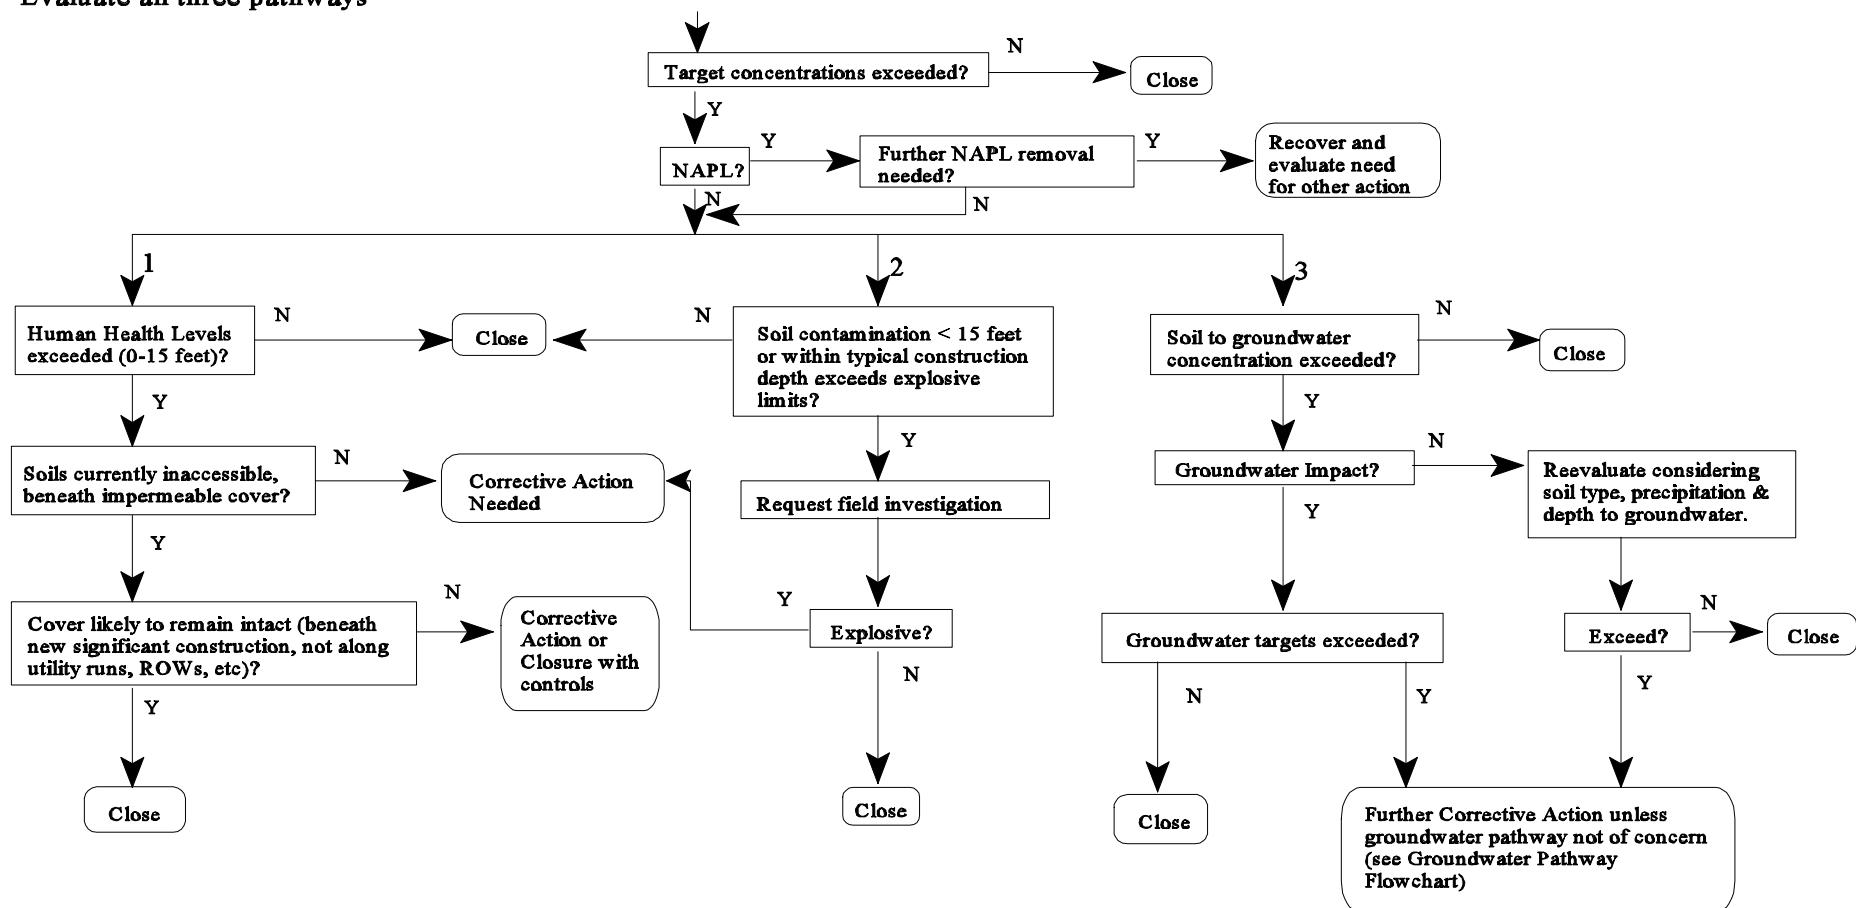 Evaluate all three pathways
Target concentrations exceeded?
N
Close
Y
NAPL?
Y
Further NAPL removal
needed?
Y
Recover and
evaluate need
for other action
N
N
1
2
3
Human Health Levels
exceeded (0-15 feet)?
N
Close
N
Soil contamination < 15 feet
or within typical construction
depth exceeds explosive
limits?
Soil to groundwater
concentration exceeded?
N
Close
Y
Y
Y
Soils currently inaccessible,
beneath impermeable cover?
N
Corrective Action
Needed
Request field investigation
Groundwater Impact?
N
Reevaluate considering
soil type, precipitation &
depth to groundwater.
Y
Y
Cover likely to remain intact (beneath
new significant construction, not along
utility runs, ROWs, etc)?
N
Corrective
Action or
Closure with
controls
Y
Explosive?
Groundwater targets exceeded?
Exceed?
N
Close
Y
N
N
Y
Y
Close
Close
Close
Further Corrective Action unless
groundwater pathway not of concern
(see Groundwater Pathway
Flowchart)